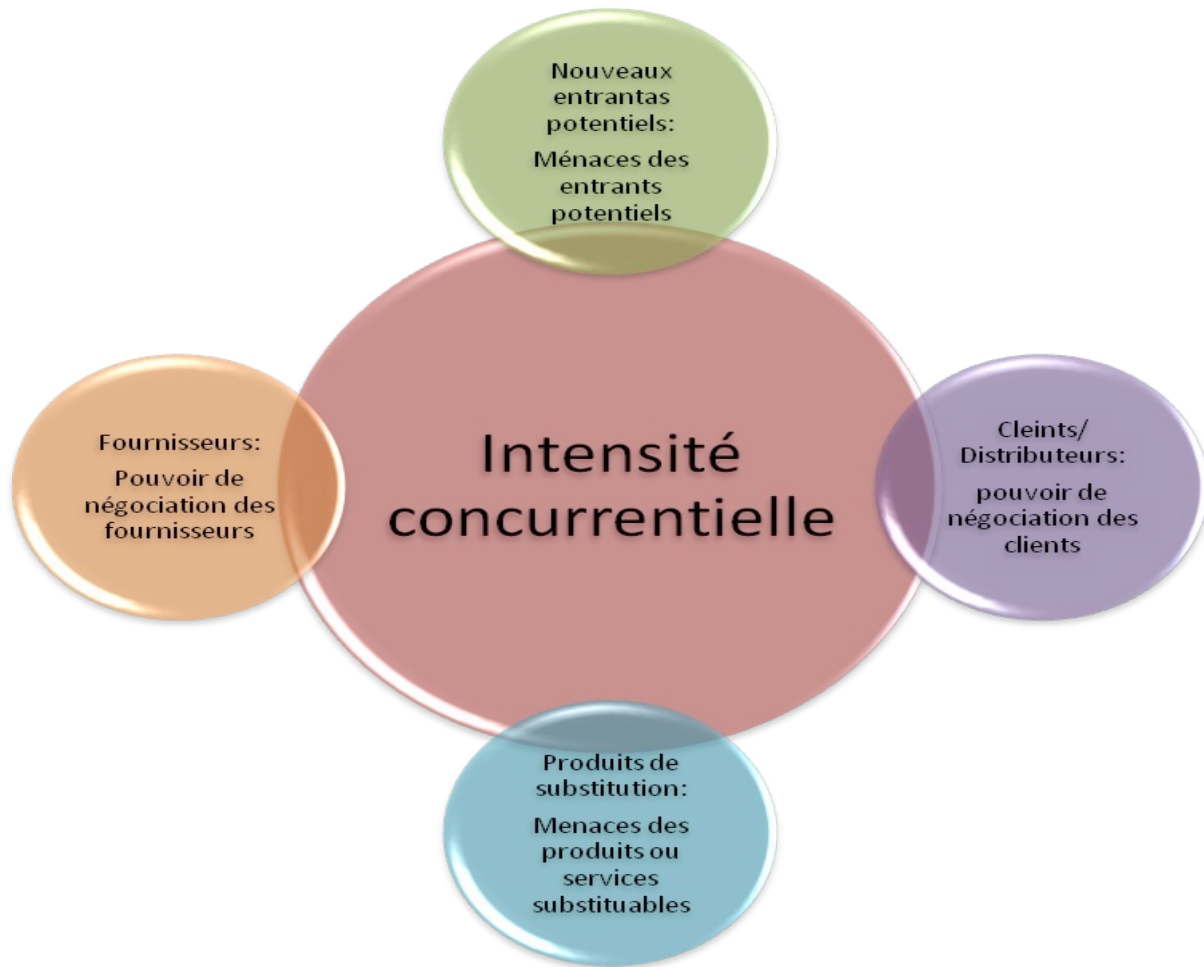 Nouveaux
entrantas
potentiels:
Ménaces des
entrants
potentiels
Fournisseurs:
Pouvoir de
négociation des
fournisseurs
Intensité
concurrentielle
Cleints/
Distributeurs:
pouvoir de
négociation des
clients
Produits de
substitution:
Menaces des
produits ou
services
substituables